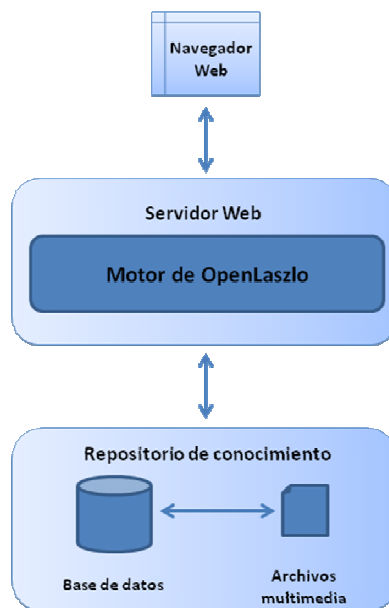 Navegador
Web
Servidor Web
Motor de OpenLaszlo
Repositorio de conocimiento
Base de datos
Archivos
multimedia